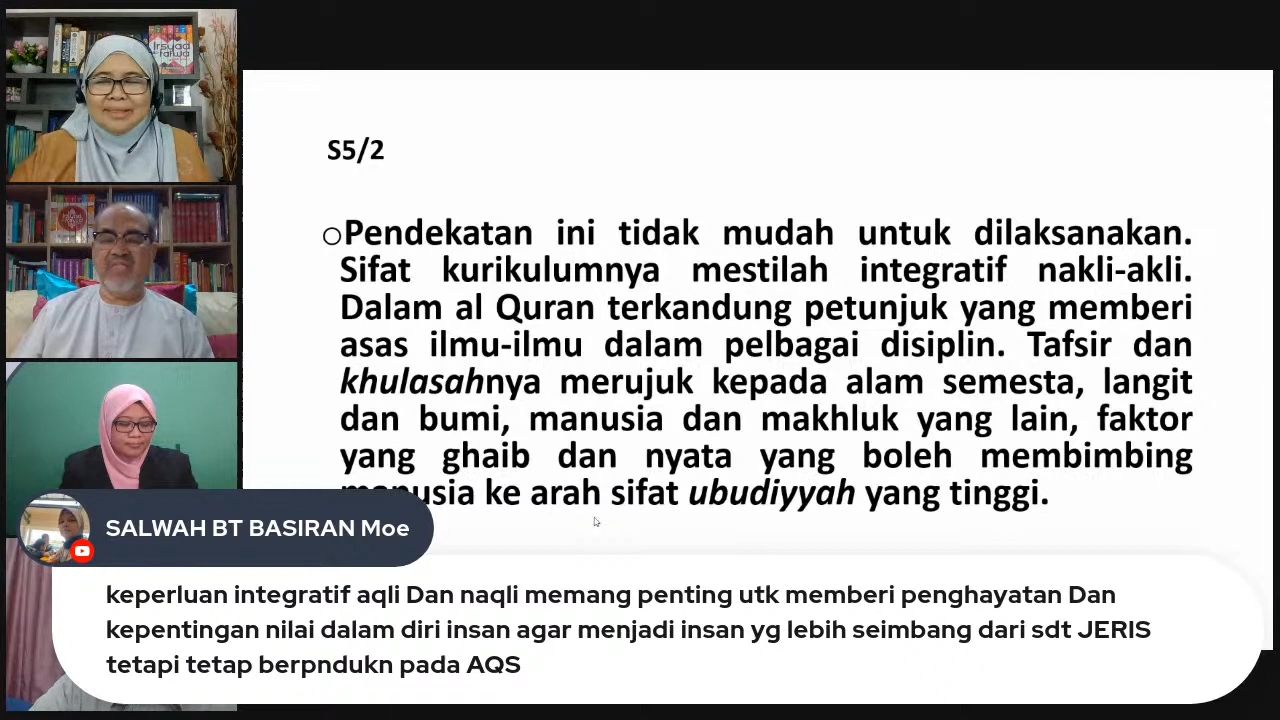 Irsyad
fatwa
S5/2
○Pendekatan ini tidak mudah untuk dilaksanakan.
Sifat kurikulumnya mestilah integratif nakli-akli.
Dalam al Quran terkandung petunjuk yang memberi
asas ilmu-ilmu dalam pelbagai disiplin. Tafsir dan
khulasahnya merujuk kepada alam semesta, langit
dan bumi, manusia dan makhluk yang lain, faktor
yang ghaib dan nyata yang boleh membimbing
manusia ke arah sifat ubudiyyah yang tinggi.
SALWAH BT BASIRAN Moe
keperluan integratif aqli Dan naqli memang penting utk memberi penghayatan Dan
kepentingan nilai dalam diri insan agar menjadi insan yg lebih seimbang dari sdt JERIS
tetapi tetap berpndukn pada AQS